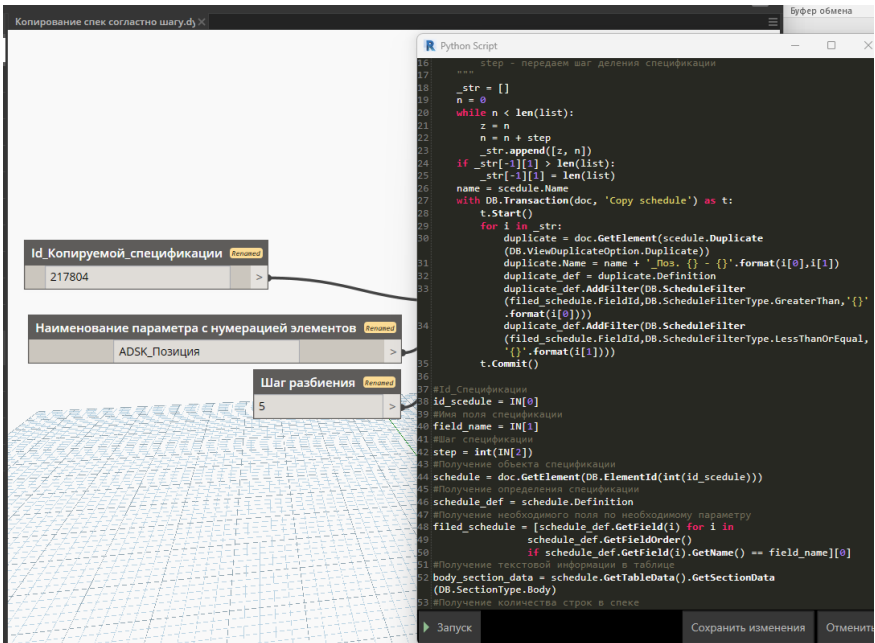 Буфер обмена
Копирование спек согластно шагу.dy
Python Script
16 step - передаем шаг деления спецификации
17 """
18 _str = []
19 n = 0
20 while n < len(list):
21 z = n
22 n = n + step
23 _str.append([z, n])
24 if _str[-1][1] > len(list):
25 _str[-1][1] = len(list)
26 name = scedule.Name
27 with DB.Transaction(doc, 'Copy schedule') as t:
28 t.Start()
29 for i in _str:
30 duplicate = doc.GetElement(scedule.Duplicate
(DB.ViewDuplicateOption.Duplicate))
31 duplicate.Name = name + '_Поз. {} - {}'.format(i[0],i[1])
32 duplicate_def = duplicate.Definition
33 duplicate_def.AddFilter(DB.ScheduleFilter
(filed_schedule.FieldId,DB.ScheduleFilterType.GreaterThan,'{}'
.format(i[0])))
34 duplicate_def.AddFilter(DB.ScheduleFilter
(filed_schedule.FieldId,DB.ScheduleFilterType.LessThanOrEqual,
'{}'.format(i[1])))
35 t.Commit()
36
37 #Id_Спецификации
38 id_scedule = IN[0]
39 #Имя поля спецификации
40 field_name = IN[1]
41 #Шаг спецификации
42 step = int(IN[2])
43 #Получение обьекта спецификации
44 schedule = doc.GetElement(DB.ElementId(int(id_scedule)))
45 #Получение определения спецификации
46 schedule_def = schedule.Definition
47 #Получение необходимого поля по необходимому параметру
48 filed_schedule = [schedule_def.GetField(i) for i in
49 schedule_def.GetFieldOrder()
50 if schedule_def.GetField(i).GetName() == field_name][0]
51 #Получение текстовой информации в таблице
52 body_section_data = schedule.GetTableData().GetSectionData
(DB.SectionType.Body)
53 #Получение количества строк в спеке
Id_Копируемой_спецификации Renamed
217804 >
Наименование параметра с нумерацией элементов Renamed
ADSK_Позиция >
Шаг разбиения Renamed
5 >
Запуск
Сохранить изменения
Отменить